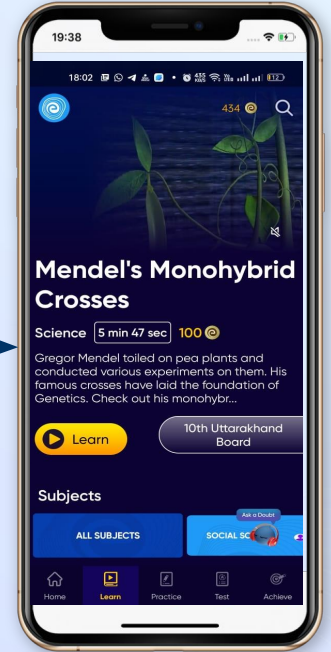 19:38
18:02
434
Mendel's Monohybrid
Crosses
Science 5 min 47 sec 100
Gregor Mendel toiled on pea plants and
conducted various experiments on them. His
famous crosses have laid the foundation of
Genetics. Check out his monohybr...
Learn
10th Uttarakhand
Board
Subjects
Ask a Doubt
ALL SUBJECTS
SOCIAL SC
Home Learn Practice Test Achieve